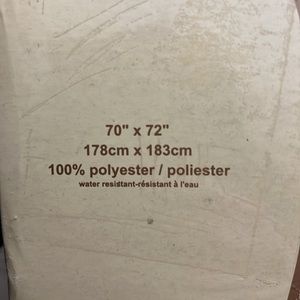 70" x 72"
178cm x 183cm
100% polyester / poliester
water resistant-résistant à l'eau